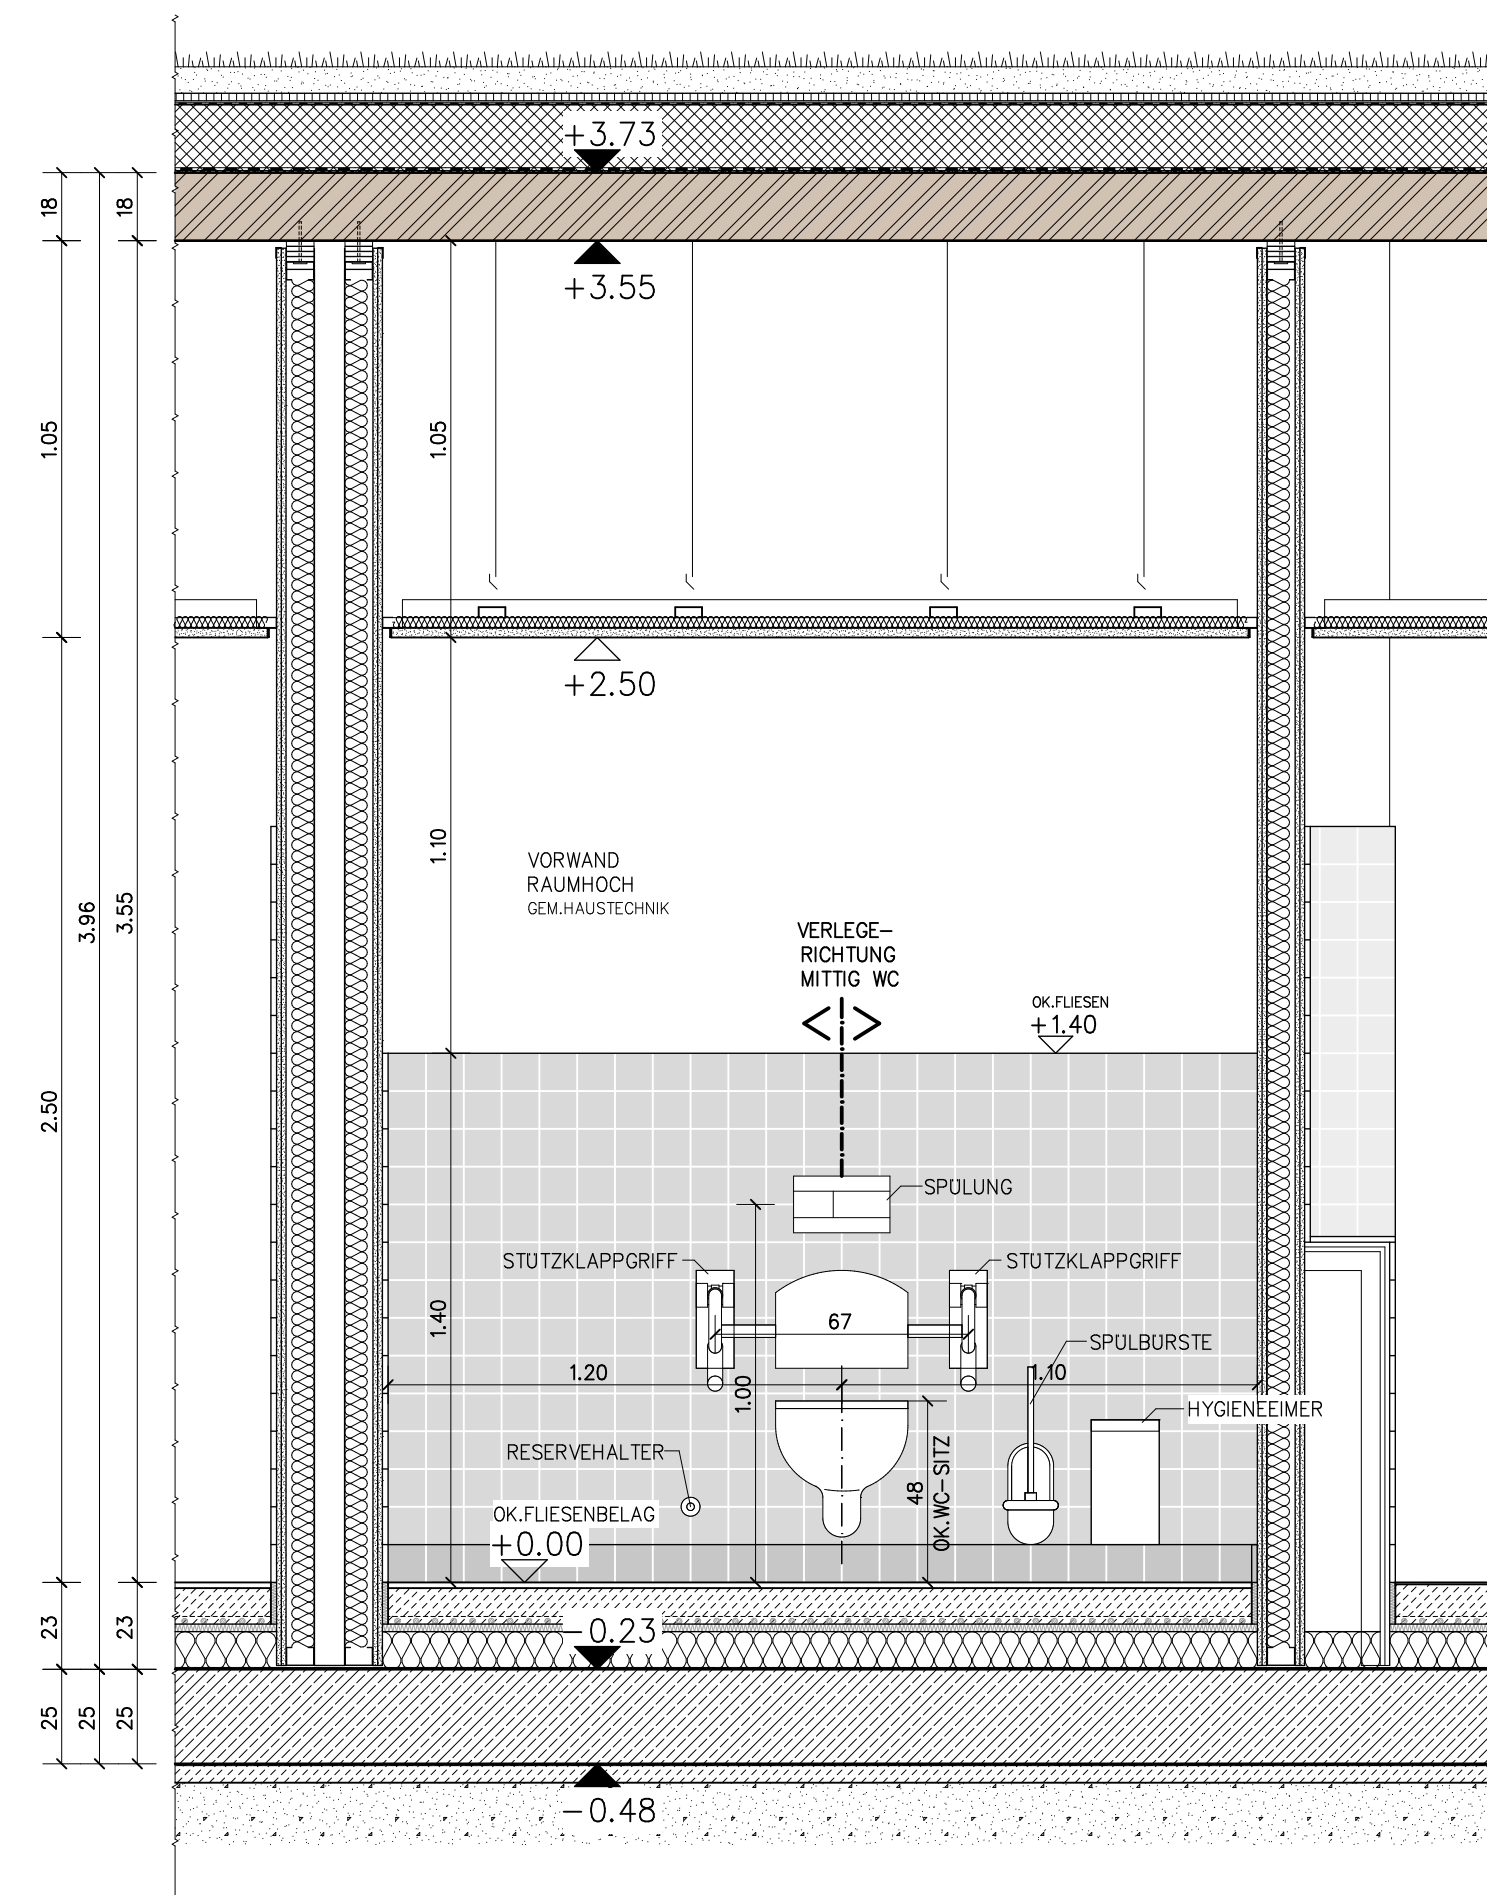 +3.73
18
18
+3.55
1.05
1.05
+2.50
1.10
VORWAND
RAUMHOCH
GEM.HAUSTECHNIK
3.96
3.55
VERLEGE-
RICHTUNG
MITTIG WC
OK.FLIESEN
+1.40
2.50
SPÜLUNG
STÜTZKLAPPGRIFF
STÜTZKLAPPGRIFF
1.40
67
SPÜLBÜRSTE
1.20
1.10
1.00
HYGIENEEIMER
RESERVEHALTER
48
OK.WC-SITZ
OK.FLIESENBELAG
+0.00
23
23
-0.23
25
25
25
-0.48